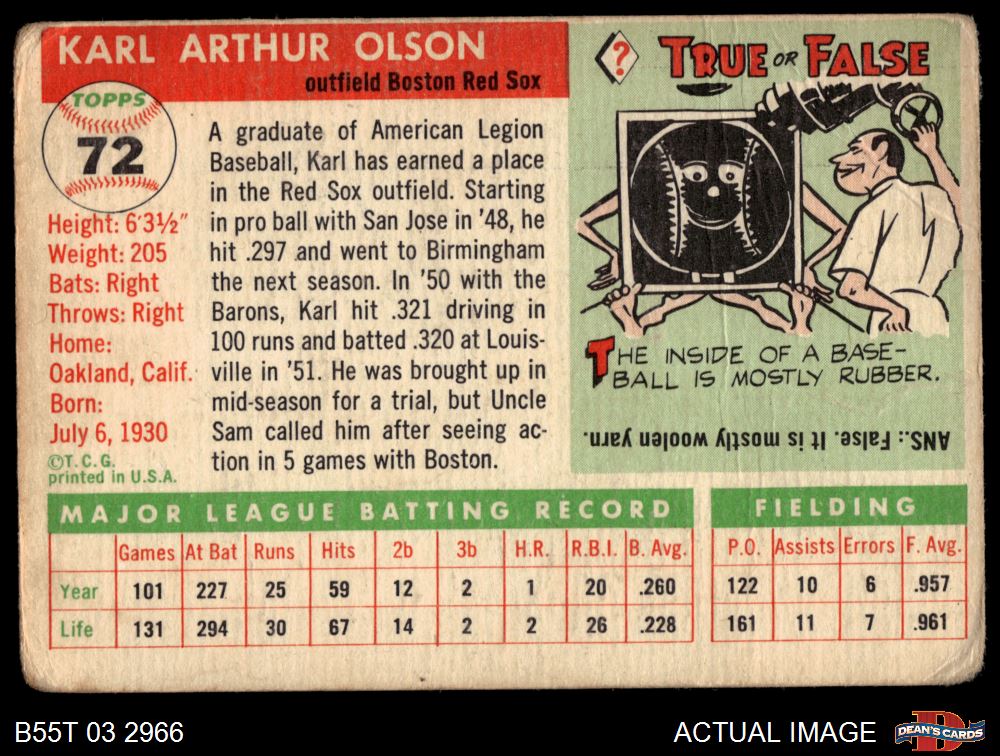 KARL ARTHUR OLSON
outfield Boston Red Sox
TOPPS
72
Height: 6'3½"
Weight: 205
Bats: Right
Throws: Right
Home:
Oakland, Calif.
Born:
July 6, 1930
©T.C.G.
printed in U.S.A.
A graduate of American Legion
Baseball, Karl has earned a place
in the Red Sox outfield. Starting
in pro ball with San Jose in '48, he
hit .297 and went to Birmingham
the next season. In '50 with the
Barons, Karl hit .321 driving in
100 runs and batted .320 at Louis-
ville in '51. He was brought up in
mid-season for a trial, but Uncle
Sam called him after seeing ac-
tion in 5 games with Boston.
? TRUE OR FALSE
THE INSIDE OF A BASE-
BALL IS MOSTLY RUBBER.
ANS.: False. It is mostly woolen yarn.
MAJOR LEAGUE BATTING RECORD
Games At Bat Runs Hits 2b 3b H.R. R.B.I. B. Avg.
Year 101 227 25 59 12 2 1 20 .260
Life 131 294 30 67 14 2 2 26 .228
FIELDING
P.O. Assists Errors F. Avg.
122 10 6 .957
161 11 7 .961
B55T 03 2966
ACTUAL IMAGE
DEAN'S CARDS